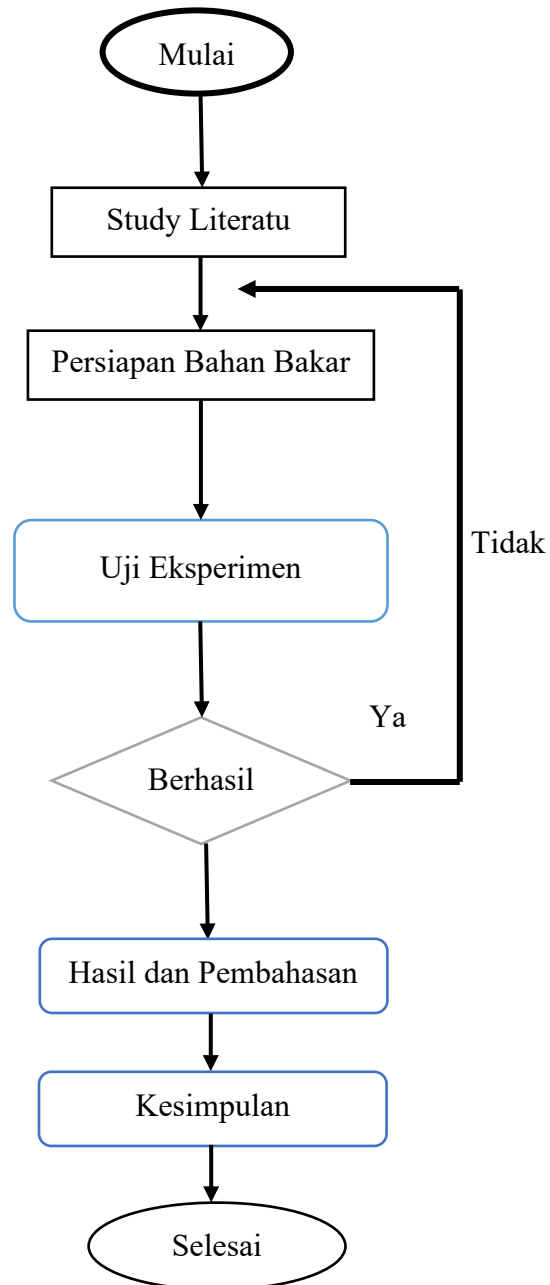 Mulai
Study Literatu
Persiapan Bahan Bakar
Uji Eksperimen
Tidak
Ya
Berhasil
Hasil dan Pembahasan
Kesimpulan
Selesai